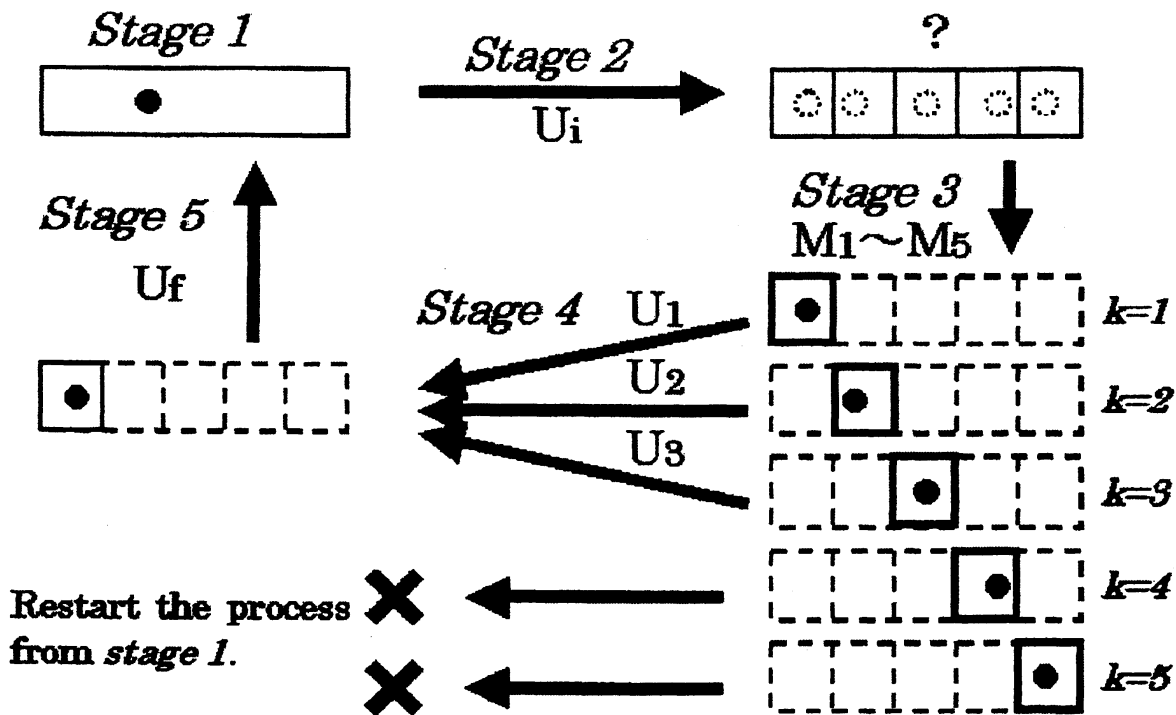 Stage 1
Stage 2
Ui
?
Stage 3
M1~M5
Stage 5
Uf
Stage 4
U1
U2
U3
k=1
k=2
k=3
k=4
k=5
Restart the process
from stage 1.